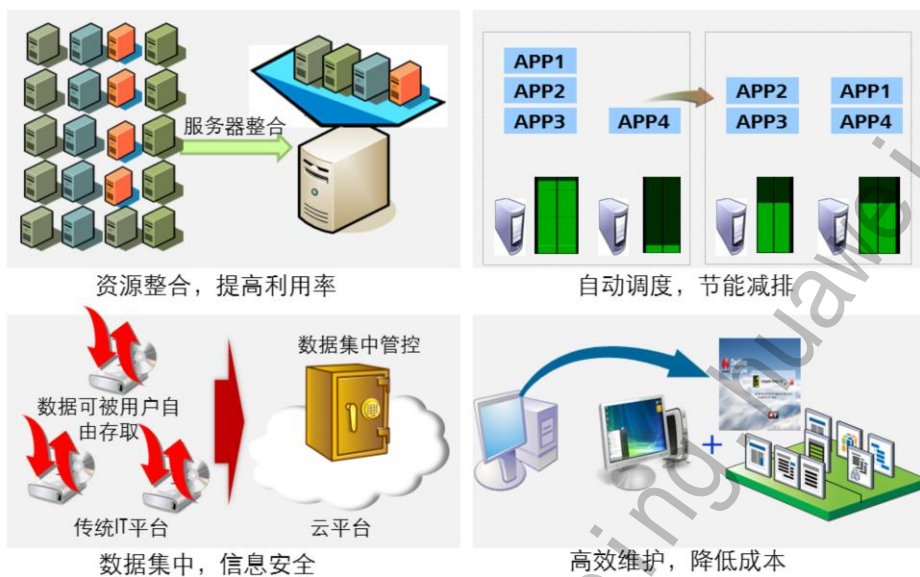 服务器整合
资源整合，提高利用率
APP1
APP2
APP3
APP4
APP2
APP3
APP1
APP4
自动调度，节能减排
数据可被用户自
由存取
传统IT平台
数据集中管控
云平台
数据集中，信息安全
+
高效维护，降低成本
ning.huawei